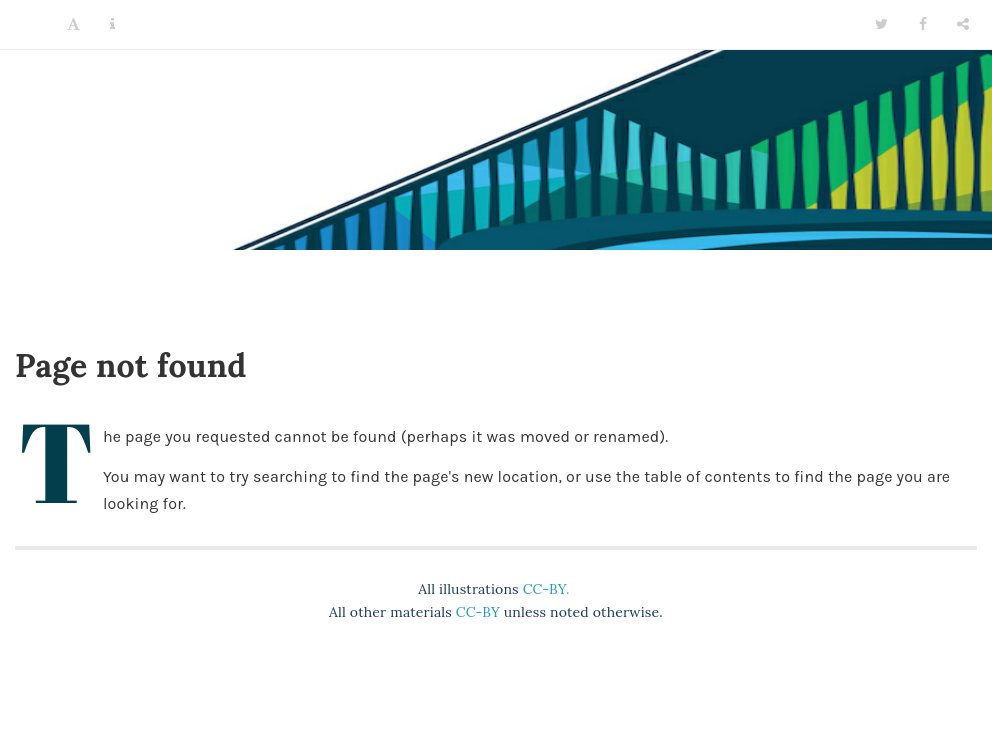 A i
Page not found
The page you requested cannot be found (perhaps it was moved or renamed).
You may want to try searching to find the page's new location, or use the table of contents to find the page you are
looking for.
All illustrations CC-BY.
All other materials CC-BY unless noted otherwise.